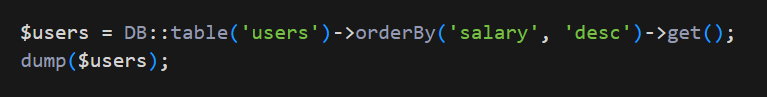 $users = DB::table('users')->orderBy('salary', 'desc')->get();
dump($users);